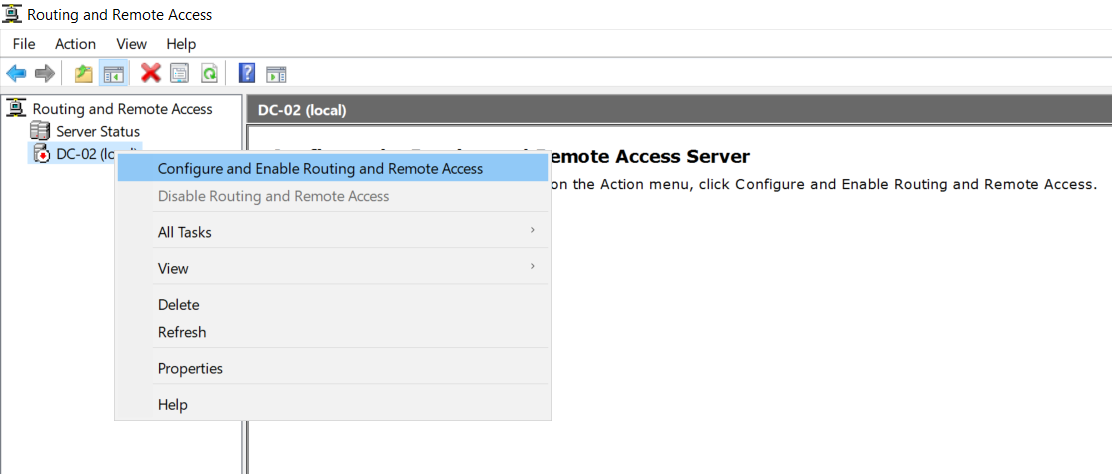 Routing and Remote Access
File Action View Help
Routing and Remote Access
Server Status
DC-02
DC-02 (local)
Remote Access Server
on the Action menu, click Configure and Enable Routing and Remote Access.
Configure and Enable Routing and Remote Access
Disable Routing and Remote Access
All Tasks
View
Delete
Refresh
Properties
Help